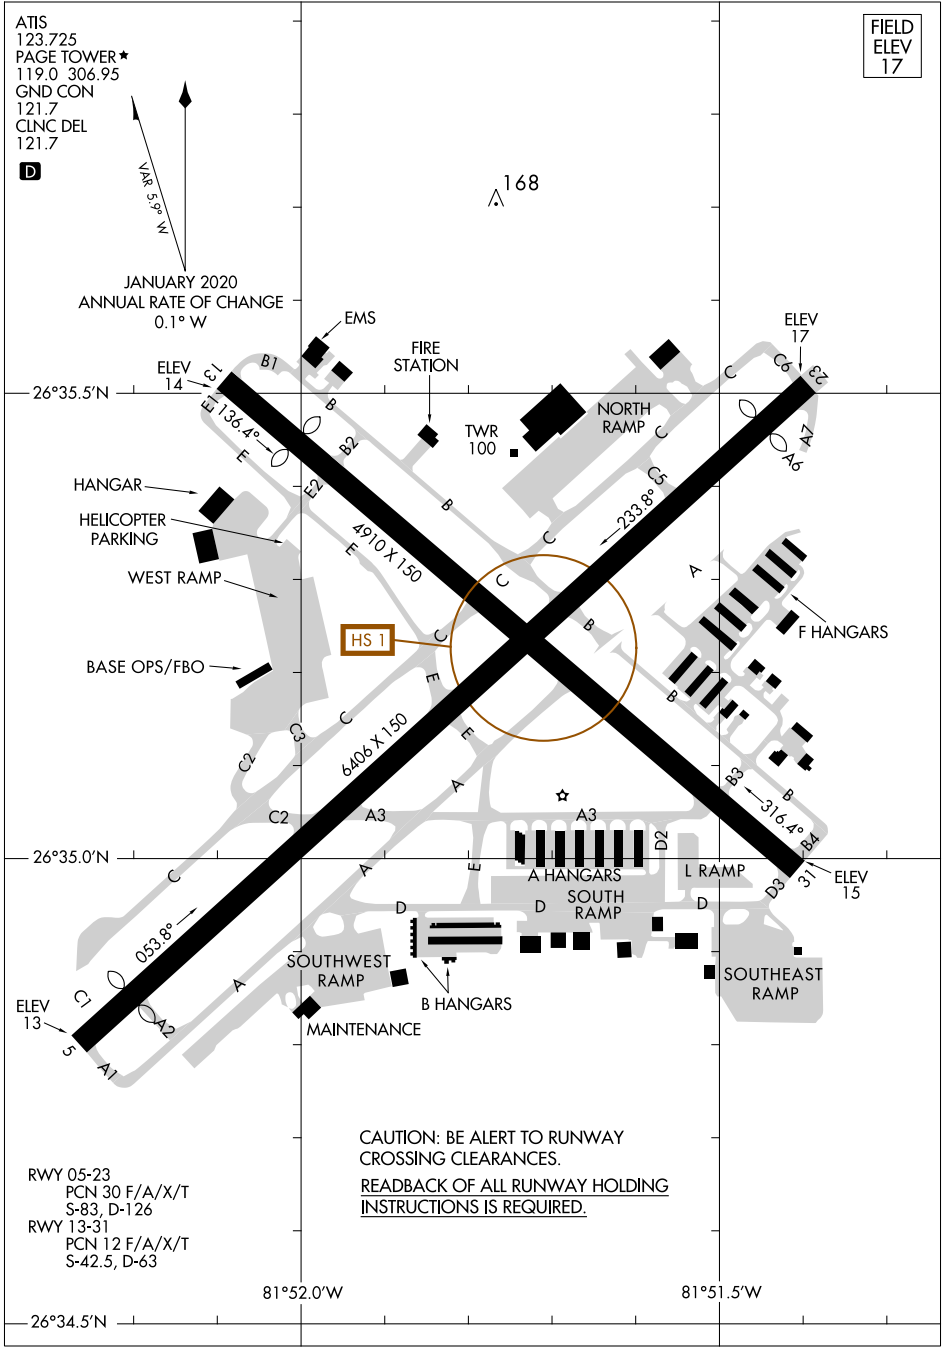 ATIS
123.725
PAGE TOWER★
119.0 306.95
GND CON
121.7
CLNC DEL
121.7
D
FIELD
ELEV
17
VAR 5.9° W
JANUARY 2020
ANNUAL RATE OF CHANGE
0.1° W
168
EMS
FIRE
STATION
ELEV
17
ELEV
14
13
B1
C6
23
C
26°35.5'N
E1
136.4°
B
NORTH
RAMP
TWR
100
C
A7
A6
E
B2
C5
HANGAR
E2
B
233.8°
HELICOPTER
PARKING
4910 X 150
E
C
A
WEST RAMP
C
B
F HANGARS
HS 1
C
BASE OPS/FBO
E
B
C
C3
6406 X 150
E
C2
A
B3
B
C2
A3
A3
316.4°
D2
B4
26°35.0'N
C
A
E
A HANGARS
L RAMP
31
ELEV
15
D3
SOUTH
RAMP
D
D
D
053.8°
SOUTHWEST
RAMP
SOUTHEAST
RAMP
A
C1
B HANGARS
ELEV
13
A2
MAINTENANCE
5
A1
CAUTION: BE ALERT TO RUNWAY
CROSSING CLEARANCES.
READBACK OF ALL RUNWAY HOLDING
INSTRUCTIONS IS REQUIRED.
RWY 05-23
PCN 30 F/A/X/T
S-83, D-126
RWY 13-31
PCN 12 F/A/X/T
S-42.5, D-63
81°52.0'W
81°51.5'W
26°34.5'N